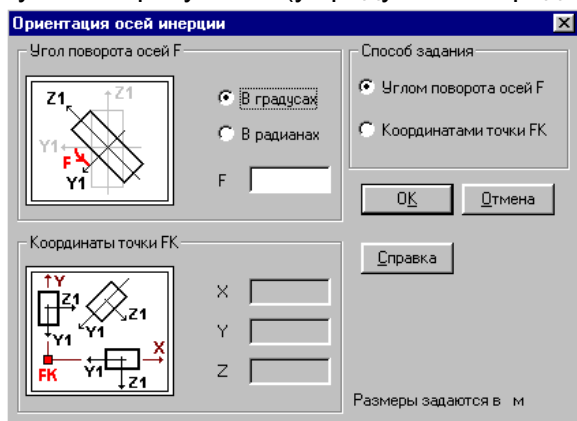 Ориентация осей инерции
Угол поворота осей F
Z1
Z1
Y1
F
Y1
В градусах
В радианах
F
Способ задания
Углом поворота осей F
Координатами точки FK
OK
Отмена
Справка
Координаты точки FK
Y
Z1
Y1
Z1
Y1
X
FK
Y1
Z1
X
Y
Z
Размеры задаются в м